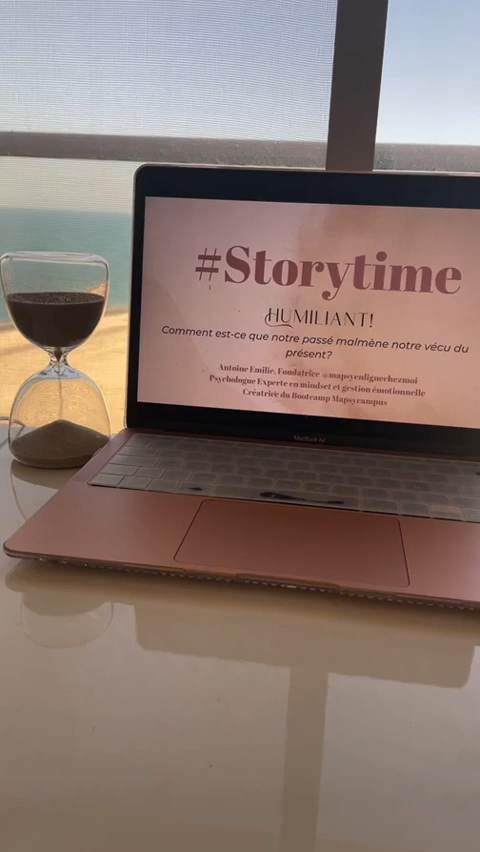 #Storytime
HUMILIANT!
Comment est-ce que notre passé malmène notre vécu du
présent?
Antoine Emilie. Fondatrice @mapsyenlignechezmoi
Psychologue Experte en mindset et gestion émotionnelle
Créatrice du Bootcamp Mapsycampus
MacBook Air